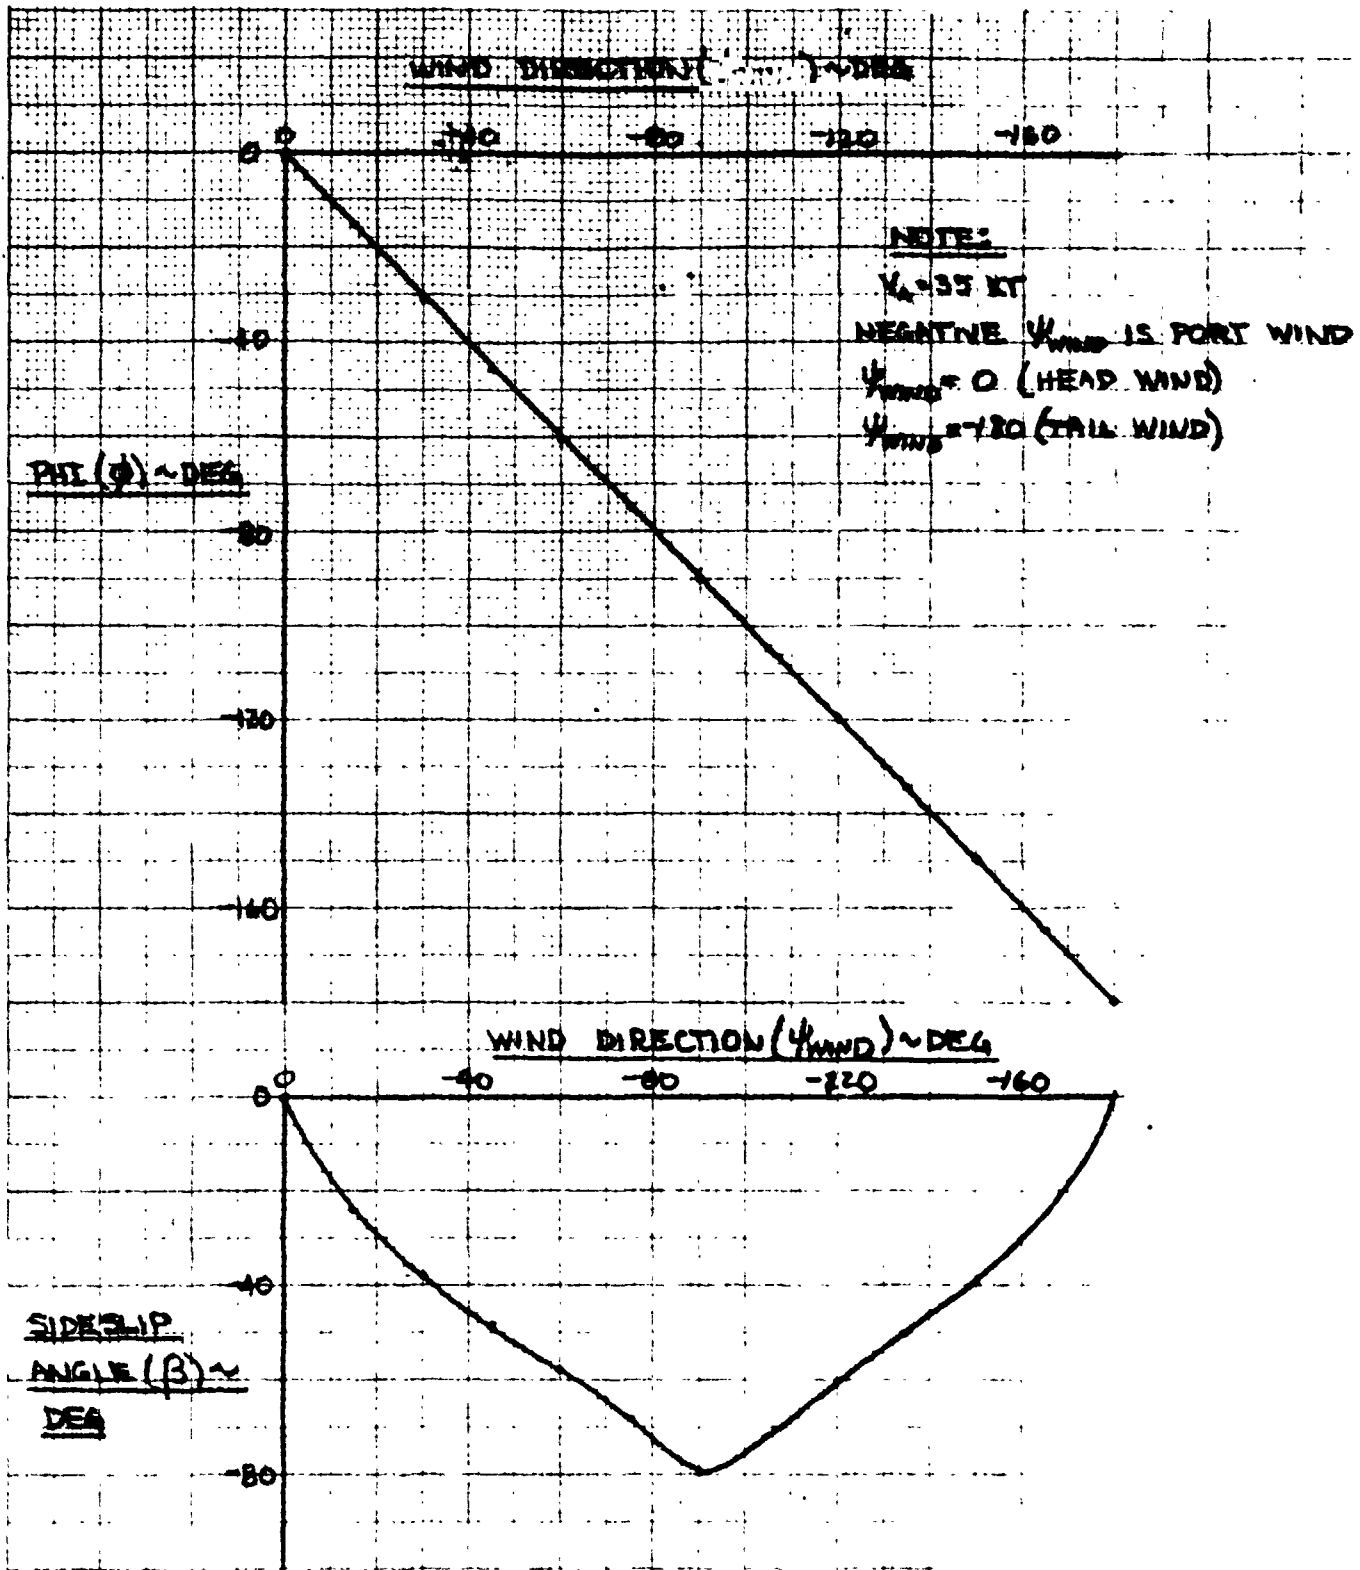 WIND DIRECTION ( ) ~ DEG
0 -40 -80 -120 -160
0
NOTE:
VA = 35 KT
NEGATIVE ψWIND IS PORT WIND
-40
ψWIND = 0 (HEAD WIND)
ψWIND = -180 (TAIL WIND)
PHI (φ) ~ DEG
-80
-120
-160
WIND DIRECTION (ψWIND) ~ DEG
0 -40 -80 -120 -160
0
-40
SIDESLIP
ANGLE (β) ~
DEG
-80